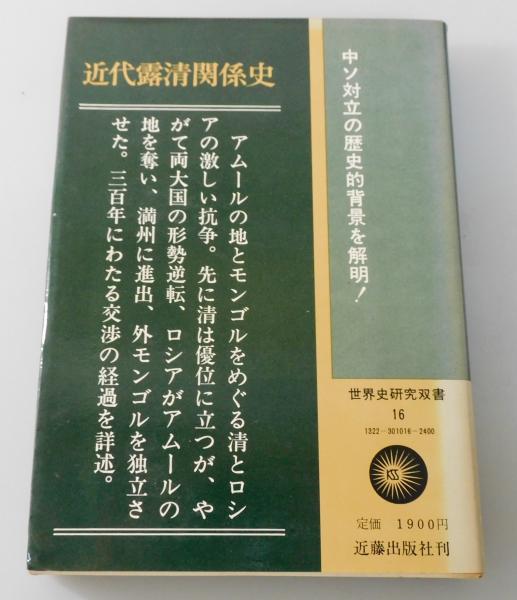 近代露清関係史
アムールの地とモンゴルをめぐる清とロシ
アの激しい抗争。先に清は優位に立つが、や
がて両大国の形勢逆転、ロシアがアムールの
地を奪い、満州に進出、外モンゴルを独立さ
せた。三百年にわたる交渉の経過を詳述。
中ソ対立の歴史的背景を解明!
世界史研究双書
16
1322-301016-2400
KSS
定価 1900円
近藤出版社刊